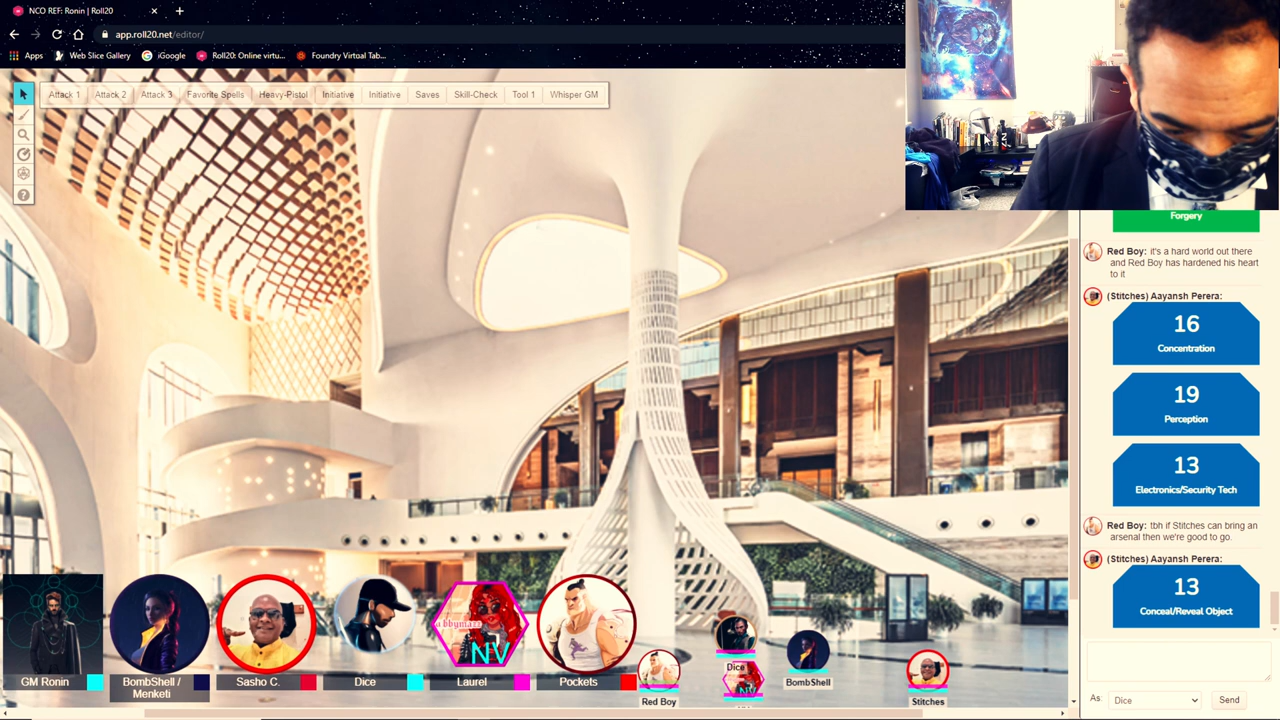 NCO REF: Ronin | Roll20
app.roll20.net/editor/
Apps
Web Slice Gallery
iGoogle
Roll20: Online virtu...
Foundry Virtual Tab...
Attack 1
Attack 2
Attack 3
Favorite Spells
Heavy-Pistol
Initiative
Initiative
Saves
Skill-Check
Tool 1
Whisper GM
Forgery
Red Boy: it's a hard world out there
and Red Boy has hardened his heart
to it
(Stitches) Aayansh Perera:
16
Concentration
19
Perception
13
Electronics/Security Tech
Red Boy: tbh if Stitches can bring an
arsenal then we're good to go.
(Stitches) Aayansh Perera:
13
Conceal/Reveal Object
NV
Dice
BombShell
Red Boy
Stitches
GM Ronin
BombShell /
Menketi
Sasho C.
Dice
Laurel
Pockets
As:
Dice
Send